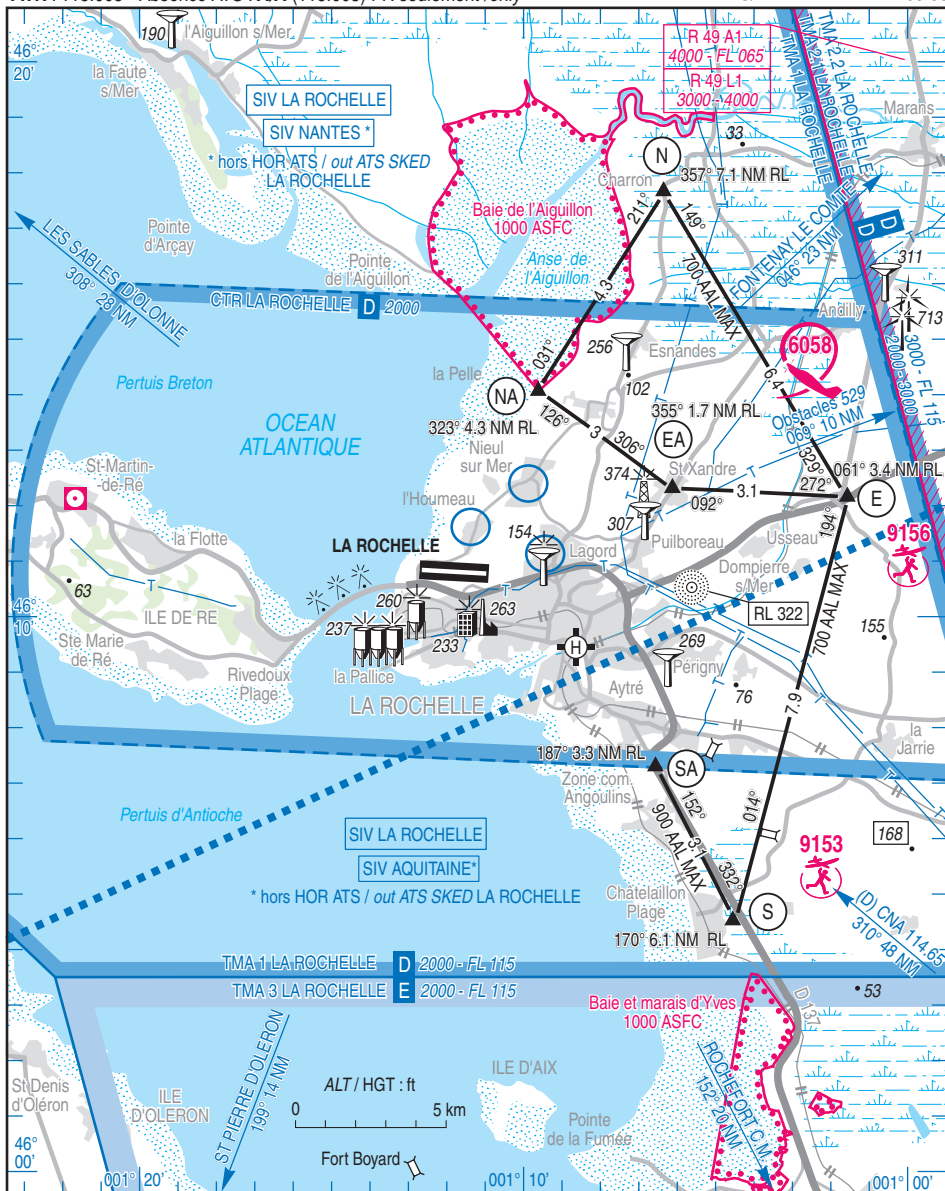 190
l'Aiguillon s/Mer
46°
20'
la Faute
s/Mer
SIV LA ROCHELLE
SIV NANTES *
* hors HOR ATS / out ATS SKED
LA ROCHELLE
R 49 A1
4000 - FL 065
R 49 L1
3000 - 4000
TMA 2.2 LA ROCHELLE
TMA 2.1 LA ROCHELLE
TMA 1 LA ROCHELLE
Marans
33
N
357° 7.1 NM RL
Charron
211°
149°
Baie de l'Aiguillon
1000 ASFC
Anse de
l'Aiguillon
Pointe
d'Arçay
Pointe
de l'Aiguillon
LES SABLES D'OLONNE
308° 28 NM
FONTENAY LE COMTE
046° 23 NM
D
D
311
713
Andilly
3000 - FL 115
2000 - 3000
CTR LA ROCHELLE D 2000
4.3
700 AAL MAX
6.4
6058
256
Esnandes
102
031°
la Pelle
NA
323° 4.3 NM RL
126°
3
306°
355° 1.7 NM RL
EA
Obstacles 529
069° 10 NM
Pertuis Breton
OCEAN
ATLANTIQUE
Nieul
sur Mer
374
St Xandre
092°
3.1
329°
272°
061° 3.4 NM RL
E
194°
St-Martin-
de-Ré
l'Houmeau
la Flotte
LA ROCHELLE
154
Lagord
307
Puilboreau
Usseau
9156
Dompierre
s/Mer
RL 322
T
63
46°
10'
ILE DE RE
Ste Marie
de Ré
Rivedoux
Plage
237
260
233
263
la Pallice
H
269
Périgny
155
700 AAL MAX
7.9
LA ROCHELLE
Aytré
76
la
Jarrie
187° 3.3 NM RL
SA
Zone com.
Angoulins
152°
900 AAL MAX
3.1
332°
014°
Pertuis d'Antioche
SIV LA ROCHELLE
SIV AQUITAINE*
* hors HOR ATS / out ATS SKED LA ROCHELLE
9153
168
Châtelaillon
Plage
S
170° 6.1 NM RL
(D) CNA 114.65
310° 48 NM
TMA 1 LA ROCHELLE D 2000 - FL 115
TMA 3 LA ROCHELLE E 2000 - FL 115
Baie et marais d'Yves
1000 ASFC
D 137
53
St Denis
d'Oléron
ILE
D'OLERON
ST PIERRE D'OLERON
199° 14 NM
ALT / HGT : ft
0 5 km
ILE D'AIX
Pointe
de la Fumée
ROCHEFORT C.M.
152° 20 NM
Fort Boyard
46°
00'
001° 20
001° 10
001° 00